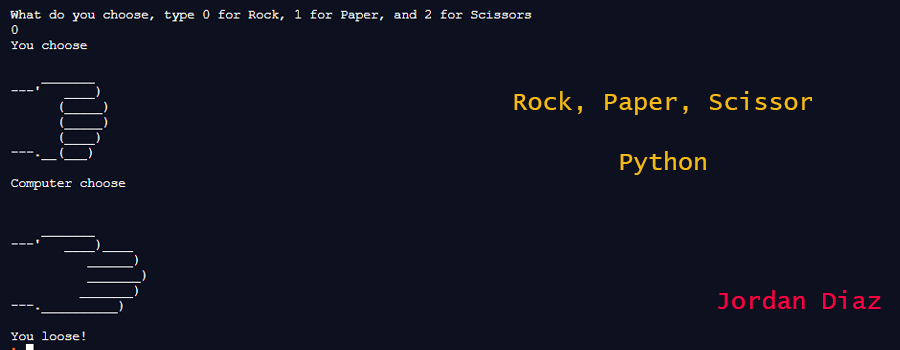 What do you choose, type 0 for Rock, 1 for Paper, and 2 for Scissors
0
You choose
    _______
---'   ____)
      (_____)
      (_____)
      (____)
---.__(___)
Computer choose
    _______
---'   ____)____
          ______)
          _______)
         _______)
---.__________)
You loose!
Rock, Paper, Scissor
Python
Jordan Diaz